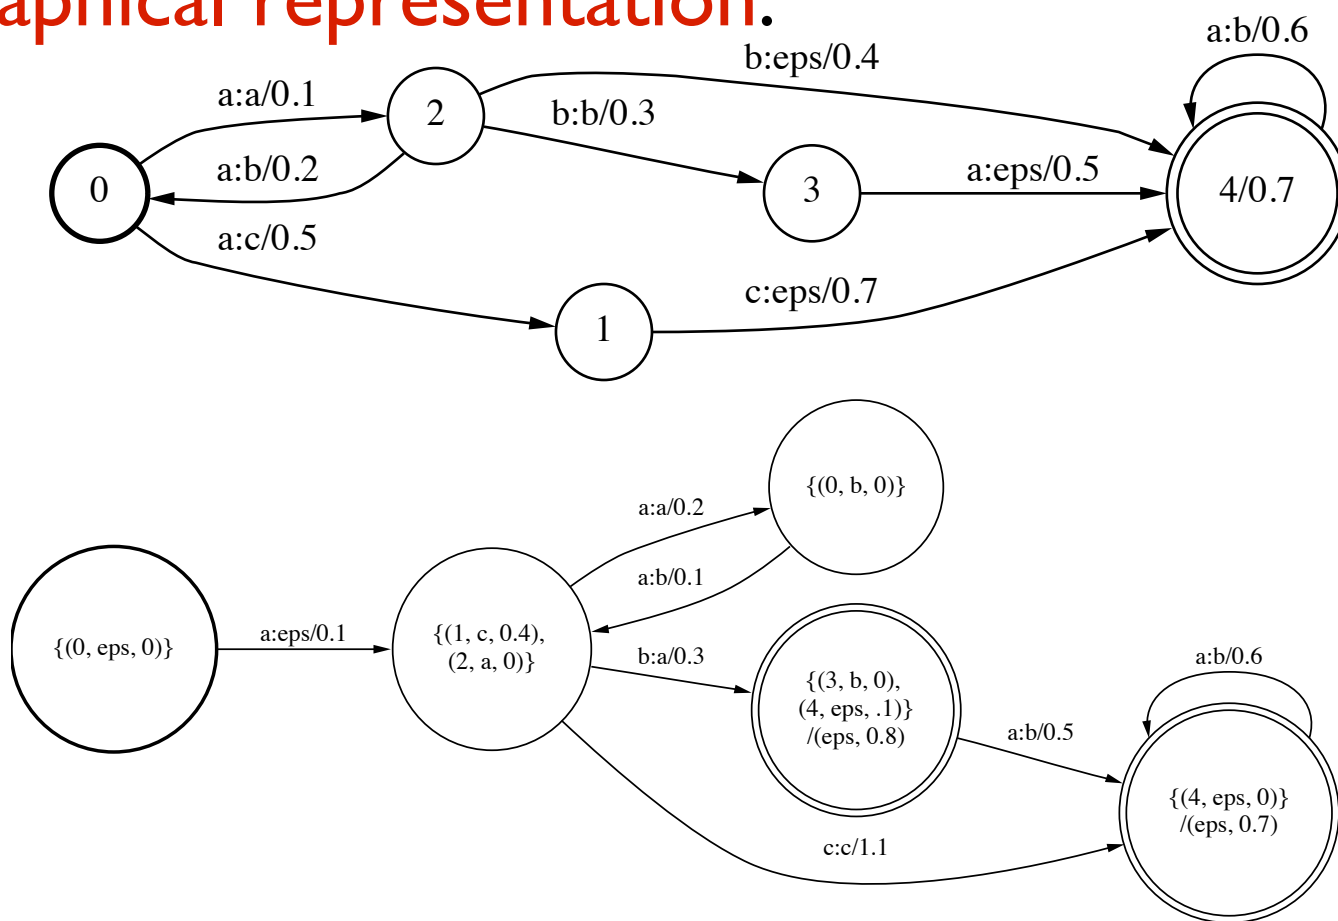 aphical representation.
a:b/0.6
b:eps/0.4
a:a/0.1
2
b:b/0.3
a:b/0.2
0
3
a:eps/0.5
4/0.7
a:c/0.5
c:eps/0.7
1
{(0, b, 0)}
a:a/0.2
a:b/0.1
{(0, eps, 0)}
a:eps/0.1
{(1, c, 0.4),
(2, a, 0)}
b:a/0.3
{(3, b, 0),
(4, eps, .1)}
/(eps, 0.8)
a:b/0.6
a:b/0.5
{(4, eps, 0)}
/(eps, 0.7)
c:c/1.1